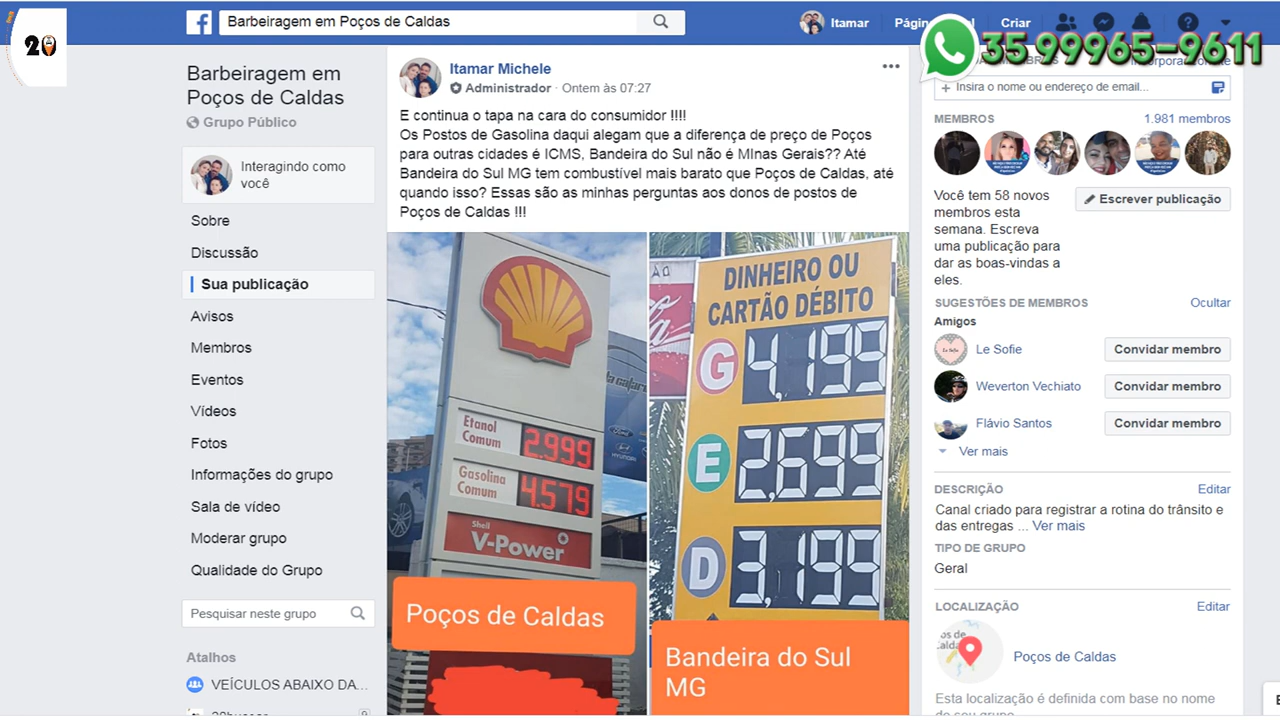 20
Barbeiragem em Poços de Caldas
Itamar
Criar
35 99965-9611
Barbeiragem em
Poços de Caldas
Grupo Público
Interagindo como
você
Sobre
Discussão
Sua publicação
Avisos
Membros
Eventos
Vídeos
Fotos
Informações do grupo
Sala de vídeo
Moderar grupo
Qualidade do Grupo
Pesquisar neste grupo
Atalhos
VEÍCULOS ABAIXO DA...
Itamar Michele
Administrador · Ontem às 07:27
E continua o tapa na cara do consumidor !!!!
Os Postos de Gasolina daqui alegam que a diferença de preço de Poços
para outras cidades é ICMS, Bandeira do Sul não é MInas Gerais?? Até
Bandeira do Sul MG tem combustível mais barato que Poços de Caldas, até
quando isso? Essas são as minhas perguntas aos donos de postos de
Poços de Caldas !!!
Etanol
Comum
2.999
Gasolina
Comum
4.579
Shell
V-Power
Poços de Caldas
DINHEIRO OU
CARTÃO DÉBITO
G 4,199
E 2,699
D 3,199
Bandeira do Sul
MG
+ Insira o nome ou endereço de email...
MEMBROS
1.981 membros
Você tem 58 novos
membros esta
semana. Escreva
uma publicação para
dar as boas-vindas a
eles.
Escrever publicação
SUGESTÕES DE MEMBROS
Ocultar
Amigos
Le Sofie
Convidar membro
Weverton Vechiato
Convidar membro
Flávio Santos
Convidar membro
Ver mais
DESCRIÇÃO
Editar
Canal criado para registrar a rotina do trânsito e
das entregas ... Ver mais
TIPO DE GRUPO
Geral
LOCALIZAÇÃO
Editar
Poços de Caldas
Esta localização é definida com base no nome